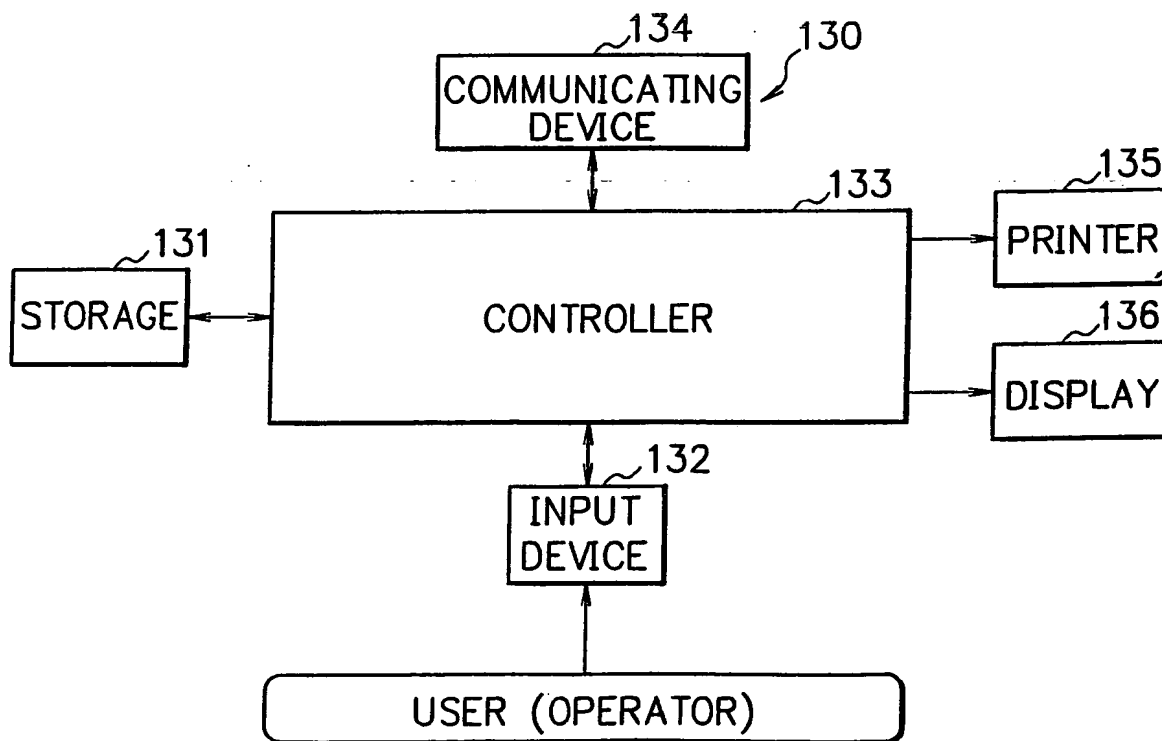 134
130
COMMUNICATING
DEVICE
133
135
PRINTER
131
STORAGE
CONTROLLER
136
DISPLAY
132
INPUT
DEVICE
USER (OPERATOR)